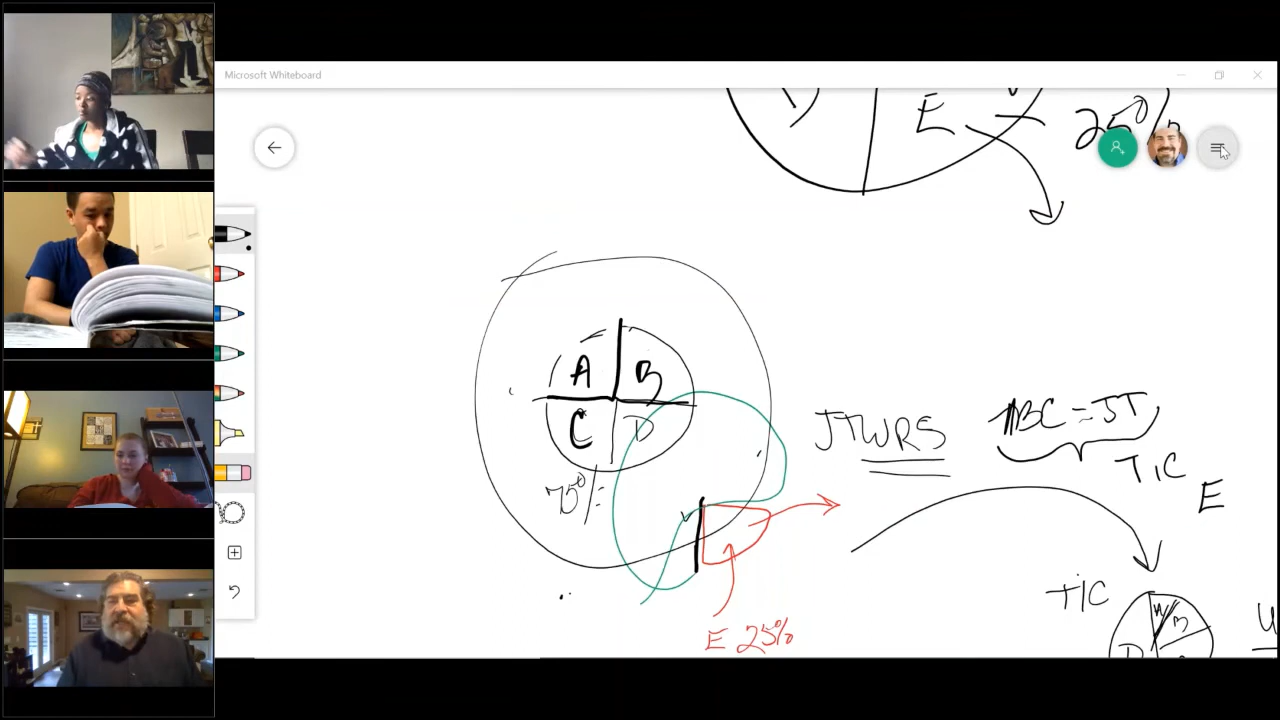 Microsoft Whiteboard
D
E
25%
A
B
C
D
75%
JTWRS
ABC = JT
TIC
E
E 25%
TIC
A/B
D